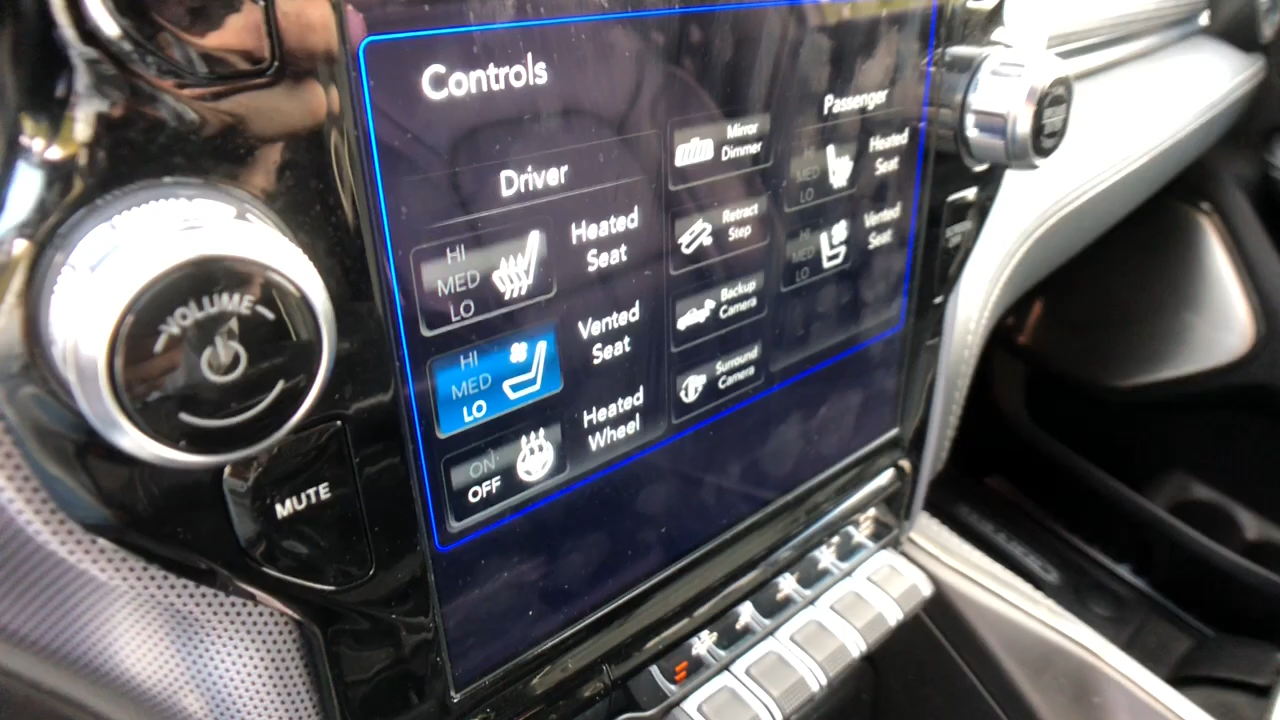 Controls
Driver
HI
MED
LO
Heated
Seat
HI
MED
LO
Vented
Seat
ON
OFF
Heated
Wheel
Mirror
Dimmer
Retract
Step
Backup
Camera
Surround
Camera
Passenger
HI
MED
LO
Heated
Seat
HI
MED
LO
Vented
Seat
VOLUME
MUTE